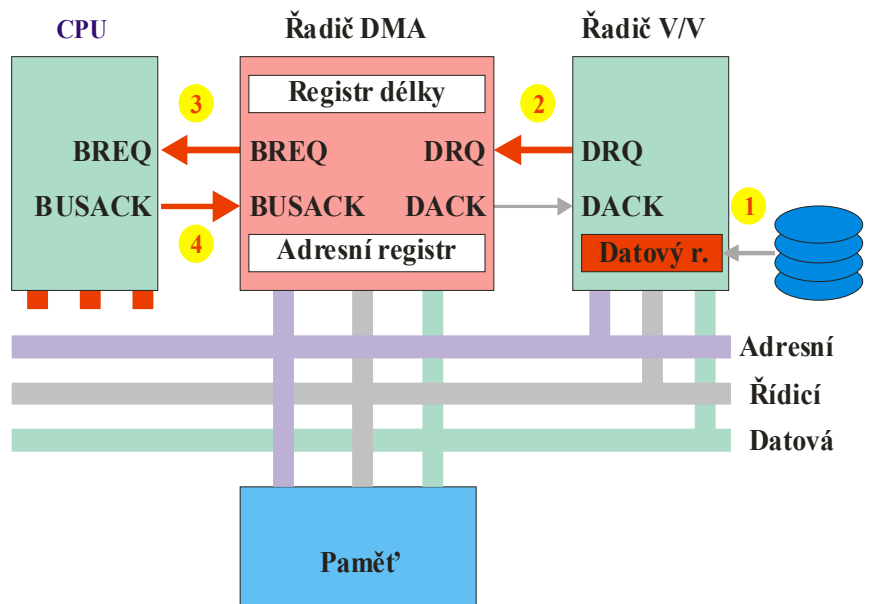 CPU
Řadič DMA
Řadič V/V
Registr délky
3
2
BREQ
BREQ
DRQ
DRQ
BUSACK
BUSACK
DACK
DACK
1
4
Adresní registr
Datový r.
Adresní
Řídicí
Datová
Paměť